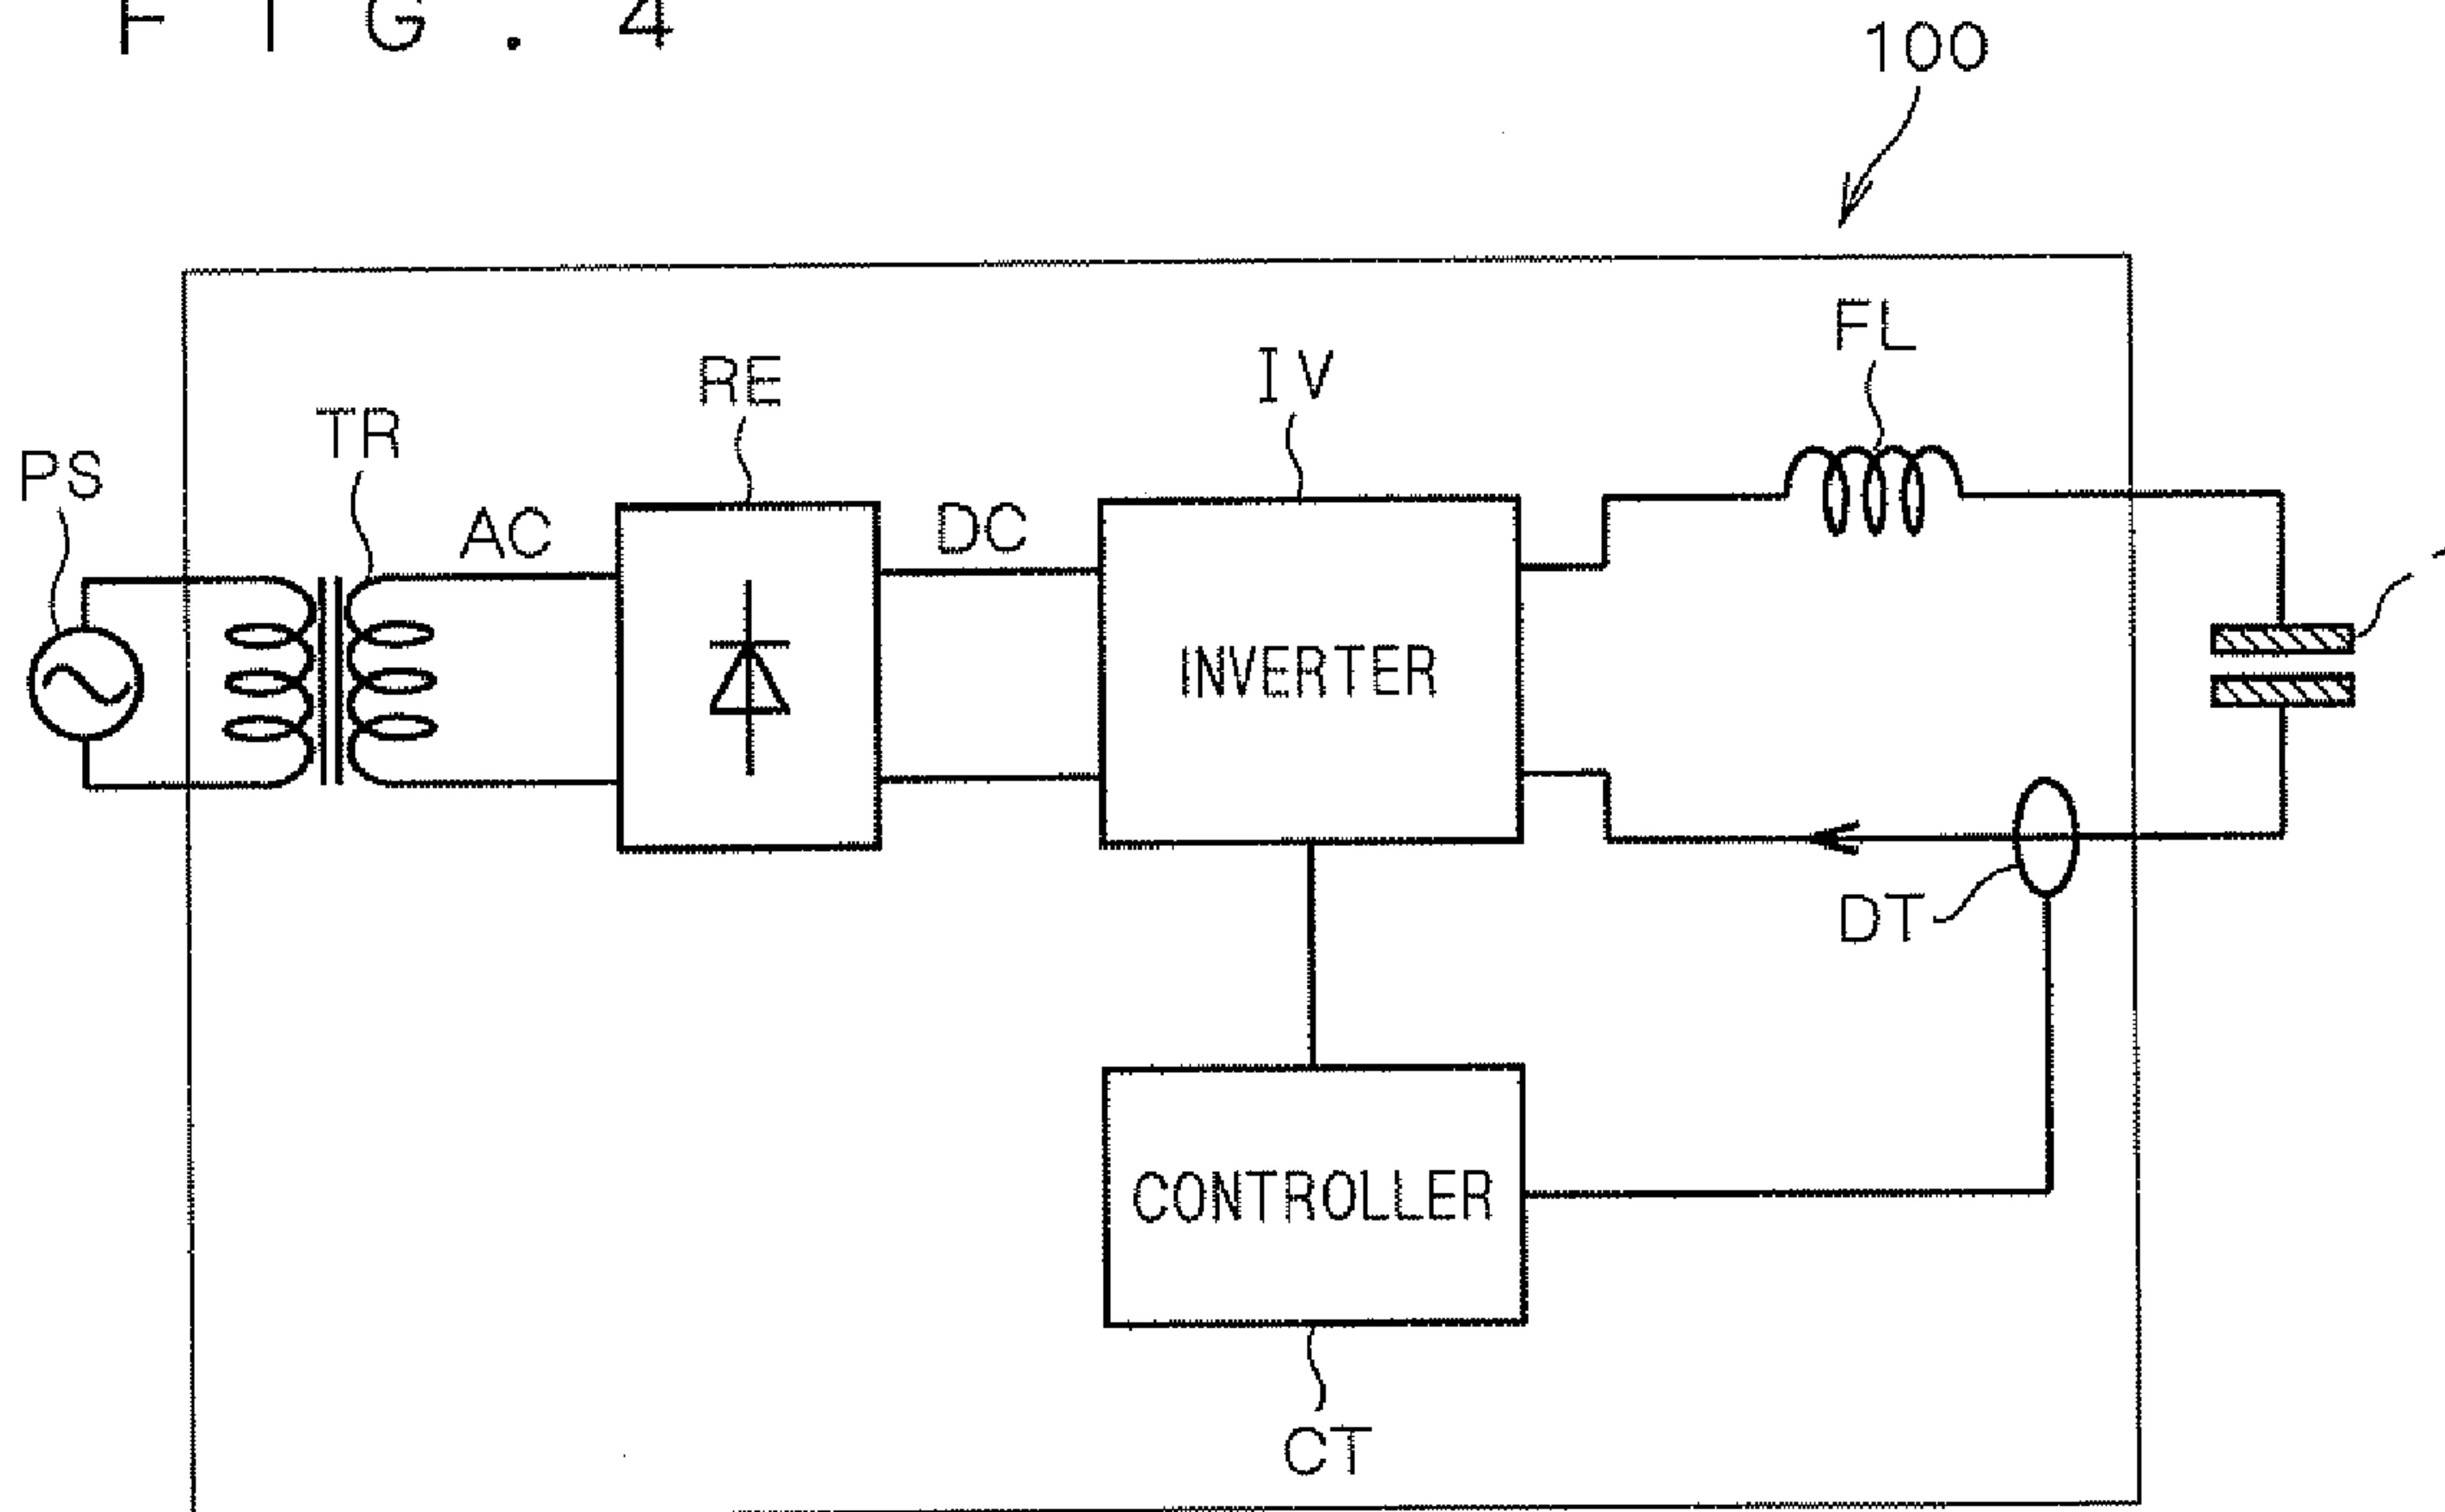 F I G . 4
100
FL
IV
RE
TR
PS
AC
DC
INVERTER
DT
CONTROLLER
CT